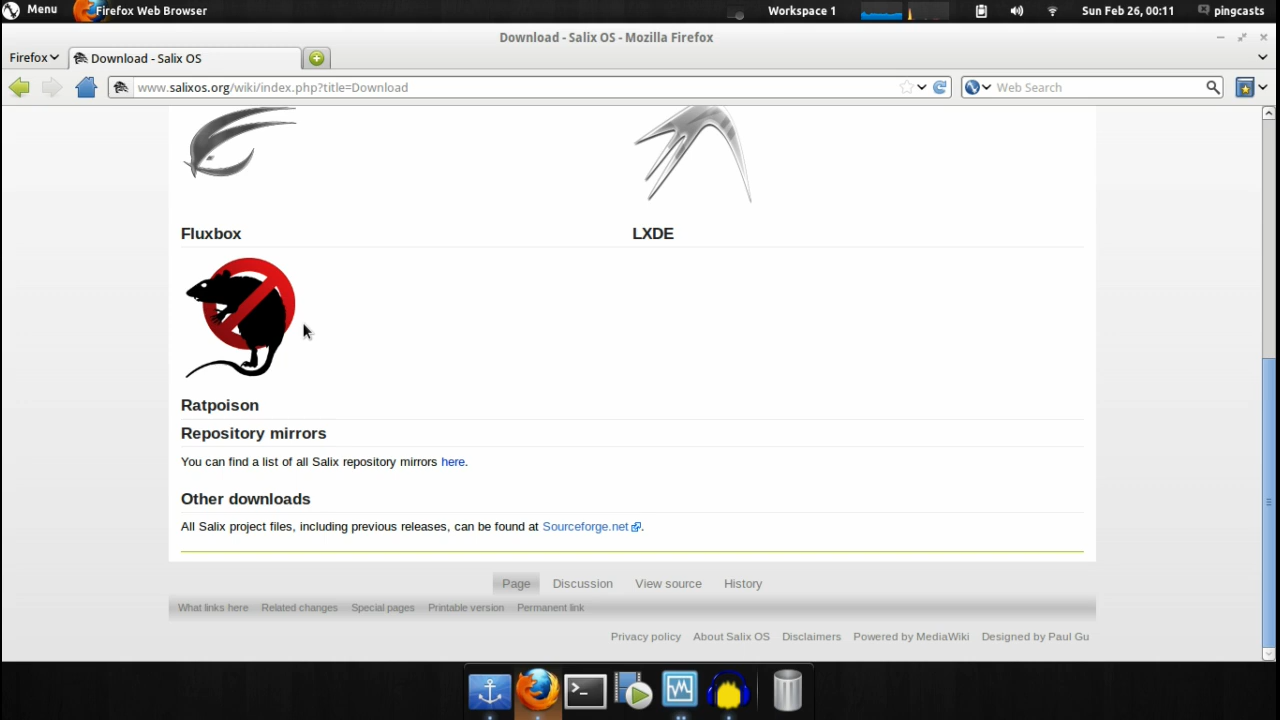 Menu Firefox Web Browser Workspace 1 Sun Feb 26, 00:11 pingcasts
Download - Salix OS - Mozilla Firefox
Firefox Download - Salix OS
www.salixos.org/wiki/index.php?title=Download Web Search
Fluxbox LXDE
Ratpoison
Repository mirrors
You can find a list of all Salix repository mirrors here.
Other downloads
All Salix project files, including previous releases, can be found at Sourceforge.net.
Page Discussion View source History
What links here Related changes Special pages Printable version Permanent link
Privacy policy About Salix OS Disclaimers Powered by MediaWiki Designed by Paul Gu